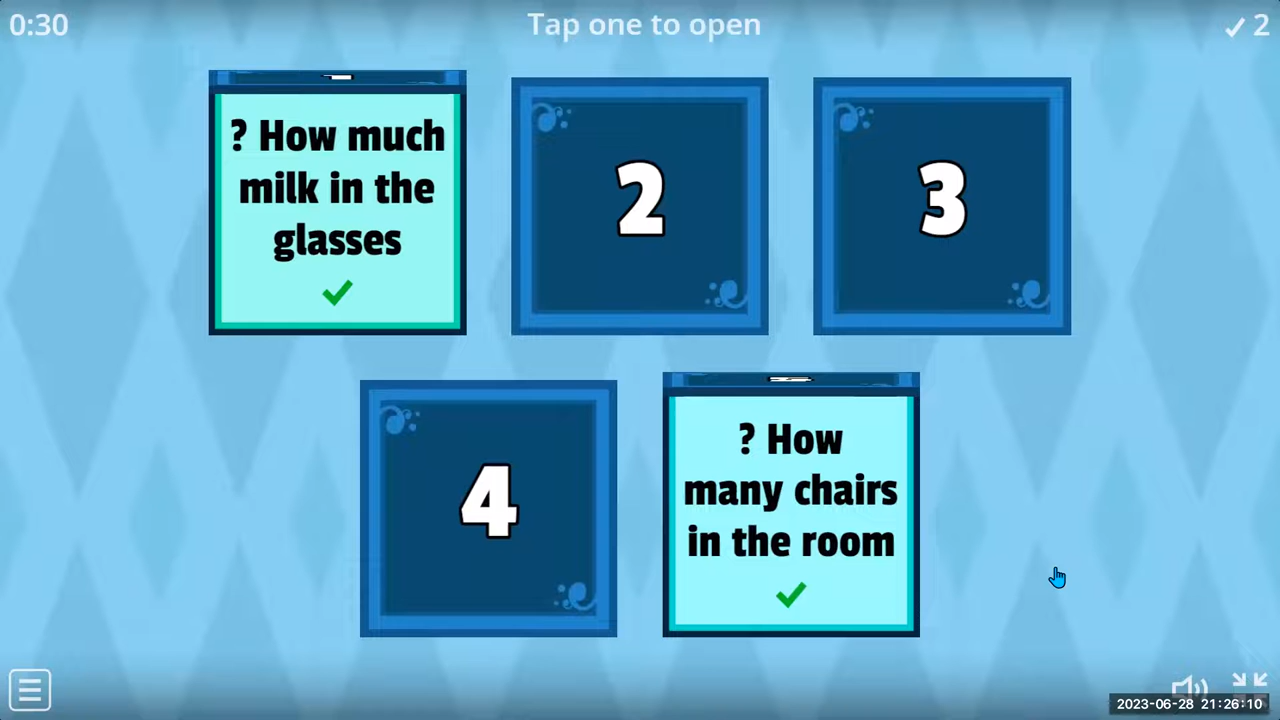 0:30
Tap one to open
2
? How much
milk in the
glasses
2
3
4
? How
many chairs
in the room
2023-06-28 21:26:10